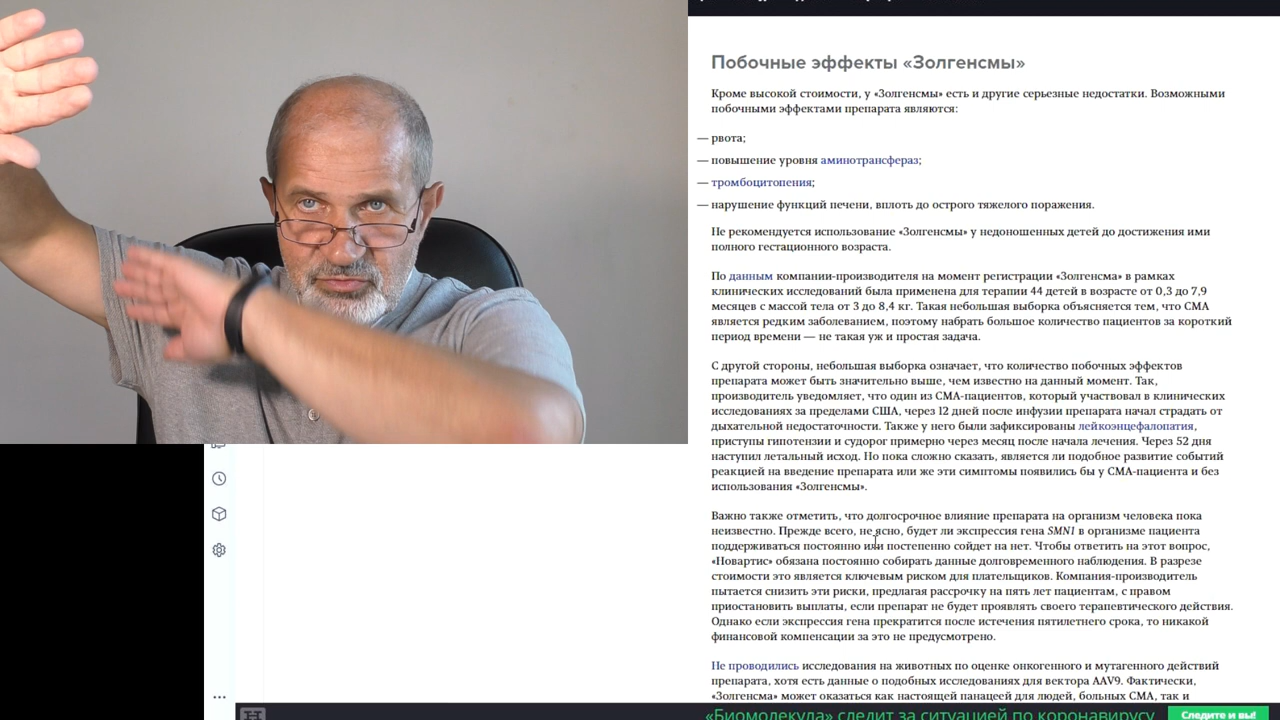 Побочные эффекты «Золгенсмы»
Кроме высокой стоимости, у «Золгенсмы» есть и другие серьезные недостатки. Возможными
побочными эффектами препарата являются:
— рвота;
— повышение уровня аминотрансфераз;
— тромбоцитопения;
— нарушение функций печени, вплоть до острого тяжелого поражения.
Не рекомендуется использование «Золгенсмы» у недоношенных детей до достижения ими
полного гестационного возраста.
По данным компании-производителя на момент регистрации «Золгенсма» в рамках
клинических исследований была применена для терапии 44 детей в возрасте от 0,3 до 7,9
месяцев с массой тела от 3 до 8,4 кг. Такая небольшая выборка объясняется тем, что СМА
является редким заболеванием, поэтому набрать большое количество пациентов за короткий
период времени — не такая уж и простая задача.
С другой стороны, небольшая выборка означает, что количество побочных эффектов
препарата может быть значительно выше, чем известно на данный момент. Так,
производитель уведомляет, что один из СМА-пациентов, который участвовал в клинических
исследованиях за пределами США, через 12 дней после инфузии препарата начал страдать от
дыхательной недостаточности. Также у него были зафиксированы лейкоэнцефалопатия,
приступы гипотензии и судорог примерно через месяц после начала лечения. Через 52 дня
наступил летальный исход. Но пока сложно сказать, является ли подобное развитие событий
реакцией на введение препарата или же эти симптомы появились бы у СМА-пациента и без
использования «Золгенсмы».
Важно также отметить, что долгосрочное влияние препарата на организм человека пока
неизвестно. Прежде всего, не ясно, будет ли экспрессия гена SMN1 в организме пациента
поддерживаться постоянно или постепенно сойдет на нет. Чтобы ответить на этот вопрос,
«Новартис» обязана постоянно собирать данные долговременного наблюдения. В разрезе
стоимости это является ключевым риском для плательщиков. Компания-производитель
пытается снизить эти риски, предлагая рассрочку на пять лет пациентам, с правом
приостановить выплаты, если препарат не будет проявлять своего терапевтического действия.
Однако если экспрессия гена прекратится после истечения пятилетнего срока, то никакой
финансовой компенсации за это не предусмотрено.
Не проводились исследования на животных по оценке онкогенного и мутагенного действий
препарата, хотя есть данные о подобных исследованиях для вектора AAV9. Фактически,
«Золгенсма» может оказаться как настоящей панацеей для людей, больных СМА, так и
«Биомолекула» следит за ситуацией по коронавирусу
Следите и вы!